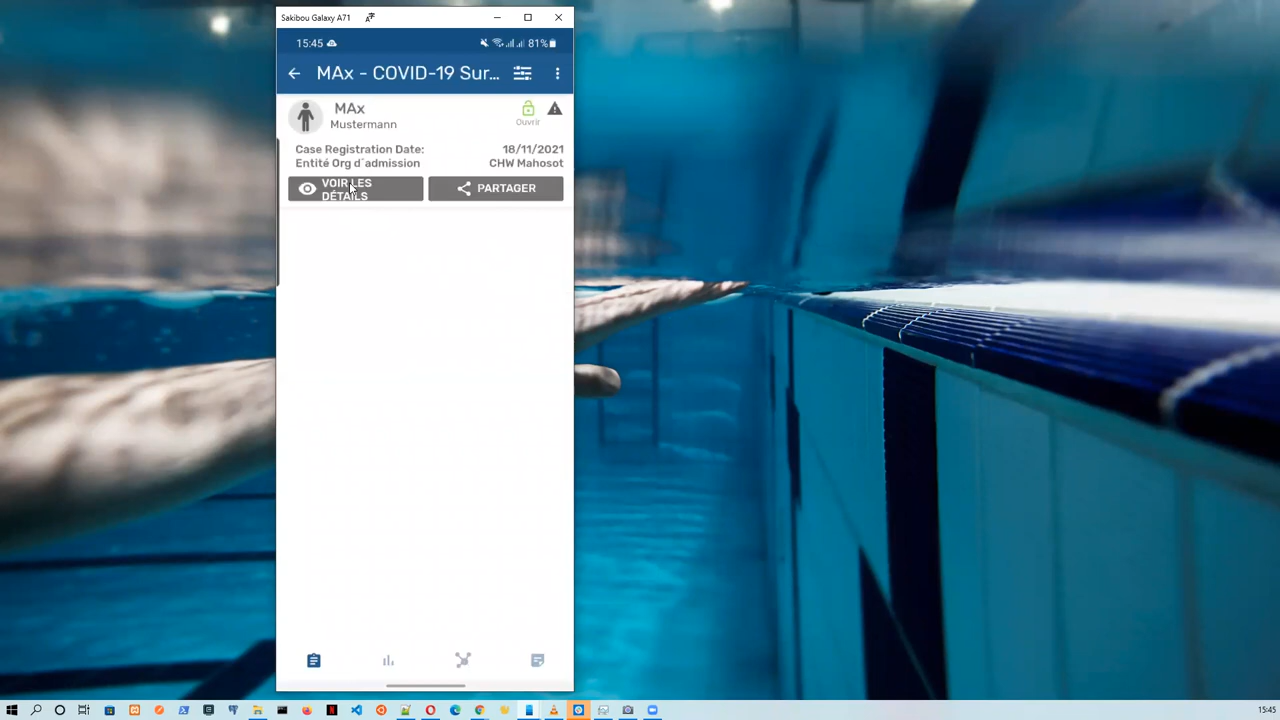 Sakibou Galaxy A71
15:45 81%
MAx - COVID-19 Sur...
MAx
Mustermann
Ouvrir
Case Registration Date: 18/11/2021
Entité Org d´admission CHW Mahosot
VOIR LES
DÉTAILS
PARTAGER
15:45